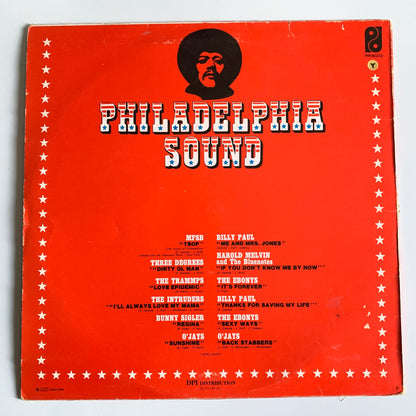 PHILADELPHIA
SOUND
MFSB
"TSOP"
BILLY PAUL
"ME AND MRS. JONES"
THREE DEGREES
"DIRTY OL MAN"
HAROLD MELVIN
and The Bluenotes
"IF YOU DON'T KNOW ME BY NOW"
THE TRAMMPS
"LOVE EPIDEMIC"
THE EBONYS
"IT'S FOREVER"
THE INTRUDERS
"I'LL ALWAYS LOVE MY MAMA"
BILLY PAUL
"THANKS FOR SAVING MY LIFE"
BUNNY SIGLER
"REGINA"
THE EBONYS
"SEXY WAYS"
O'JAYS
"SUNSHINE"
O'JAYS
"BACK STABBERS"
DPI DISTRIBUTION